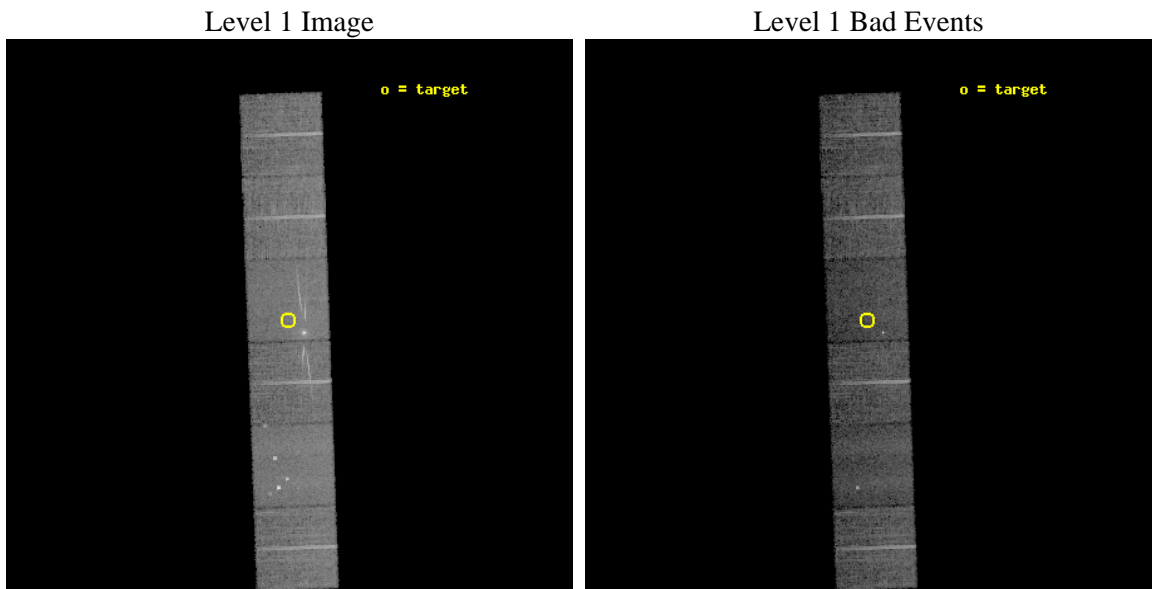 Level 1 Image
Level 1 Bad Events
o = target
o = target